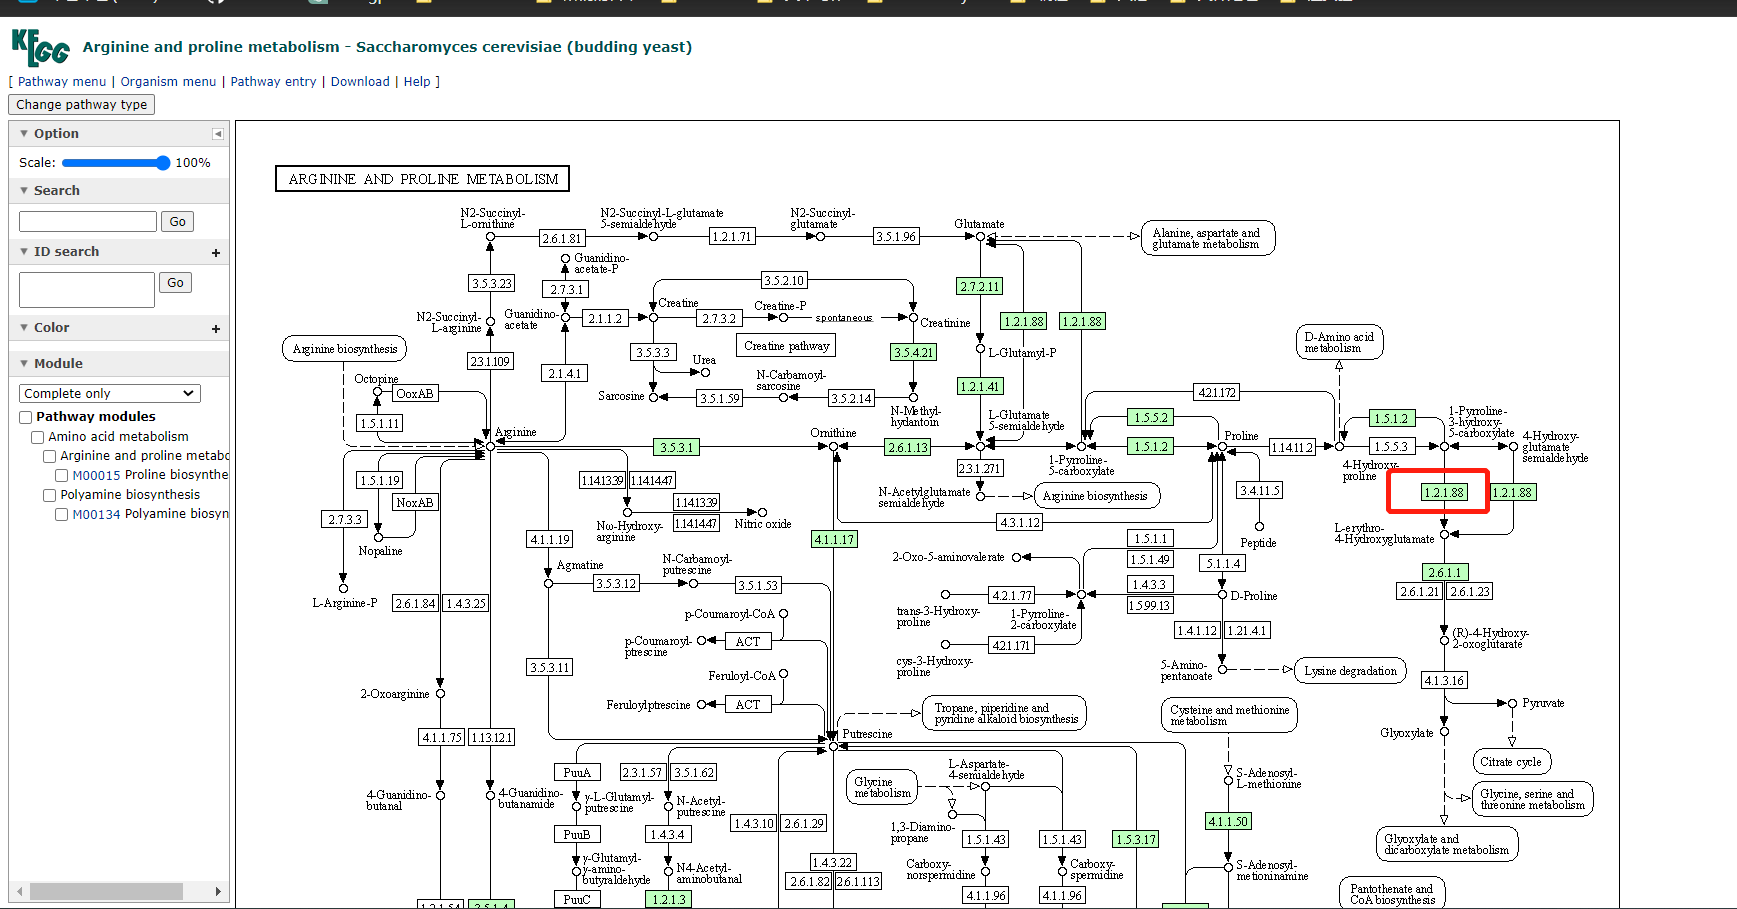 KEGG
Arginine and proline metabolism - Saccharomyces cerevisiae (budding yeast)
[ Pathway menu | Organism menu | Pathway entry | Download | Help ]
Change pathway type
▼ Option
Scale: 100%
▼ Search
Go
▼ ID search +
Go
▼ Color +
▼ Module
Complete only
Pathway modules
Amino acid metabolism
Arginine and proline metabo
M00015 Proline biosynthe
Polyamine biosynthesis
M00134 Polyamine biosyn
ARGININE AND PROLINE METABOLISM
N2-Succinyl-
L-ornithine
N2-Succinyl-L-glutamate
5-semialdehyde
N2-Succinyl-
glutamate
Glutamate
2.6.1.81
1.2.1.71
3.5.1.96
Alanine, aspartate and
glutamate metabolism
Guanidino-
acetate-P
3.5.3.23
2.7.3.1
3.5.2.10
2.7.2.11
N2-Succinyl-
L-arginine
Guanidino-
acetate
2.1.1.2
Creatine
2.7.3.2
Creatine-P
spontaneous
Creatinine
1.2.1.88
1.2.1.88
Arginine biosynthesis
2.3.1.109
2.1.4.1
3.5.3.3
Urea
Creatine pathway
3.5.4.21
L-Glutamyl-P
D-Amino acid
metabolism
Octopine
OoxAB
1.5.1.11
Sarcosine
3.5.1.59
N-Carbamoyl-
sarcosine
3.5.2.14
N-Methyl-
hydantoin
1.2.1.41
L-Glutamate
5-semialdehyde
4.2.1.172
1.5.5.2
1.5.1.2
1-Pyrroline-
3-hydroxy-
5-carboxylate
Arginine
3.5.3.1
Ornithine
2.6.1.13
1.5.1.2
Proline
1.14.11.2
1.5.5.3
4-Hydroxy-
glutamate
semialdehyde
2.3.1.271
1-Pyrroline-
5-carboxylate
4-Hydroxy-
proline
1.5.1.19
NoxAB
1.14.13.39
1.14.14.47
1.14.13.39
1.14.14.47
Nitric oxide
Nω-Hydroxy-
arginine
N-Acetylglutamate
semialdehyde
Arginine biosynthesis
3.4.11.5
1.2.1.88
1.2.1.88
2.7.3.3
Nopaline
4.3.1.12
Peptide
L-erythro-
4-Hydroxyglutamate
4.1.1.19
4.1.1.17
Agmatine
N-Carbamoyl-
putrescine
3.5.3.12
3.5.1.53
2-Oxo-5-aminovalerate
1.5.1.1
1.5.1.49
5.1.1.4
2.6.1.1
2.6.1.21
2.6.1.23
L-Arginine-P
2.6.1.84
1.4.3.25
p-Coumaroyl-CoA
trans-3-Hydroxy-
proline
4.2.1.77
1-Pyrroline-
2-carboxylate
1.4.3.3
1.5.99.13
D-Proline
p-Coumaroyl-
ptrescine
ACT
cys-3-Hydroxy-
proline
4.2.1.171
1.4.1.12
1.21.4.1
(R)-4-Hydroxy-
2-oxoglutarate
3.5.3.11
Feruloyl-CoA
5-Amino-
pentanoate
Lysine degradation
4.1.3.16
2-Oxoarginine
Feruloylptrescine
ACT
Tropane, piperidine and
pyridine alkaloid biosynthesis
Cysteine and methionine
metabolism
Pyruvate
4.1.1.75
1.13.12.1
Putrescine
Glyoxylate
Citrate cycle
PuuA
2.3.1.57
3.5.1.62
Glycine
metabolism
L-Aspartate-
4-semialdehyde
S-Adenosyl-
L-methionine
Glycine, serine and
threonine metabolism
4-Guanidino-
butanal
4-Guanidino-
butanamide
γ-L-Glutamyl-
putrescine
N-Acetyl-
putrescine
1.4.3.10
2.6.1.29
1,3-Diamino-
propane
4.1.1.50
PuuB
1.4.3.4
1.5.1.43
1.5.1.43
1.5.3.17
Glyoxylate and
dicarboxylate metabolism
γ-Glutamyl-
γ-amino-
butyraldehyde
N4-Acetyl-
aminobutanal
1.4.3.22
2.6.1.82
2.6.1.113
Carboxy-
norspermidine
Carboxy-
spermidine
S-Adenosyl-
metioninamine
PuuC
1.2.1.3
4.1.1.96
4.1.1.96
Pantothenate and
CoA biosynthesis
1.2.1.54
3.5.1.4